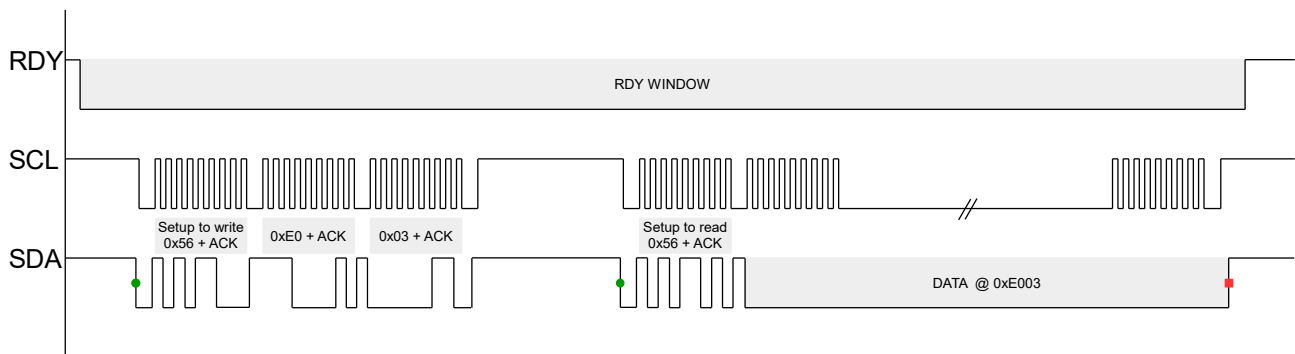 RDY
RDY WINDOW
SCL
Setup to write
0x56 + ACK
0xE0 + ACK
0x03 + ACK
Setup to read
0x56 + ACK
SDA
DATA @ 0xE003